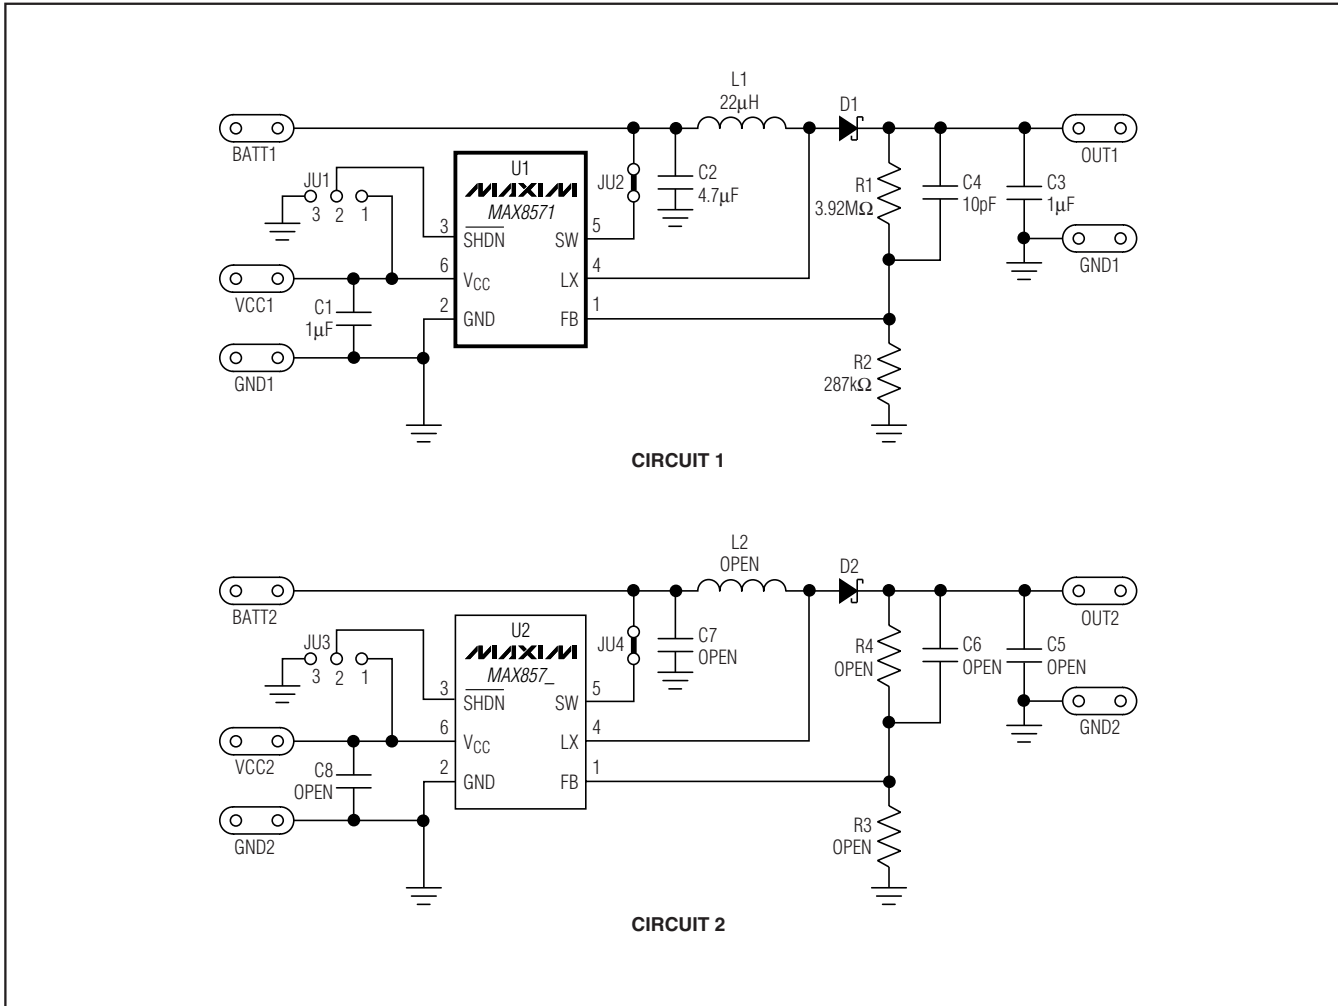 L1
22μH
D1
BATT1
OUT1
JU1
3 2 1
U1
MAXIM
MAX8571
JU2
C2
4.7μF
R1
3.92MΩ
C4
10pF
C3
1μF
3
SHDN
SW
5
GND1
VCC1
6
VCC
LX
4
C1
1μF
2
GND
FB
1
GND1
R2
287kΩ
CIRCUIT 1
L2
OPEN
D2
BATT2
OUT2
JU3
3 2 1
U2
MAXIM
MAX857_
JU4
C7
OPEN
R4
OPEN
C6
OPEN
C5
OPEN
3
SHDN
SW
5
GND2
VCC2
6
VCC
LX
4
C8
OPEN
2
GND
FB
1
GND2
R3
OPEN
CIRCUIT 2